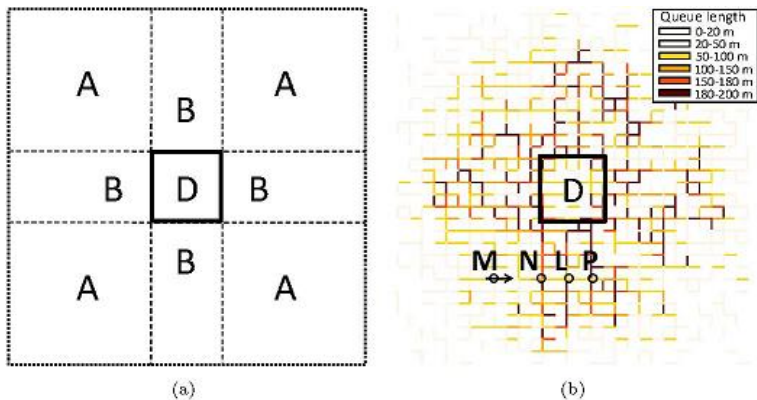 A A
B
B D B
B
A A
(a)
Queue length
0-20 m
20-50 m
50-100 m
100-150 m
150-180 m
180-200 m
D
M N L P
(b)